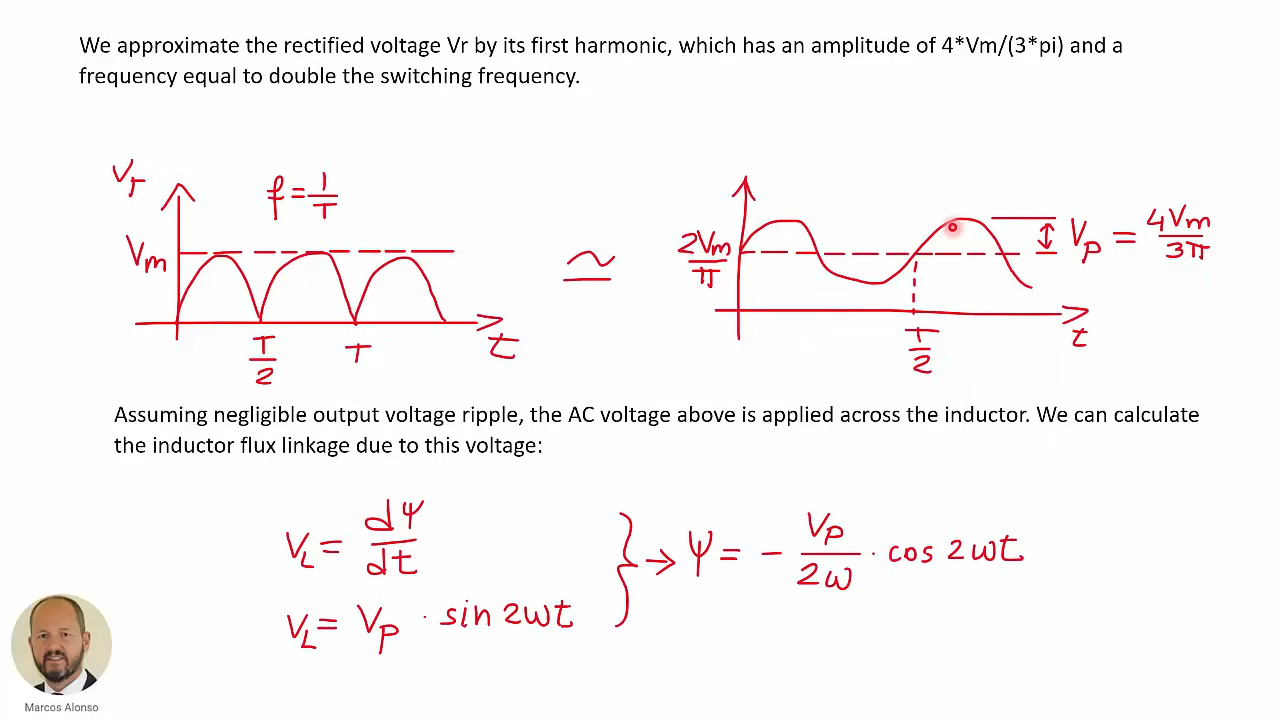 We approximate the rectified voltage Vr by its first harmonic, which has an amplitude of 4*Vm/(3*pi) and a
frequency equal to double the switching frequency.
Vr
f = 1/T
Vm
T/2
T
t
≃
2Vm/π
Vp = 4Vm/3π
T/2
t
Assuming negligible output voltage ripple, the AC voltage above is applied across the inductor. We can calculate
the inductor flux linkage due to this voltage:
VL = dΨ/dt
VL = Vp · sin 2ωt
} → Ψ = - Vp/2ω · cos 2ωt
Marcos Alonso